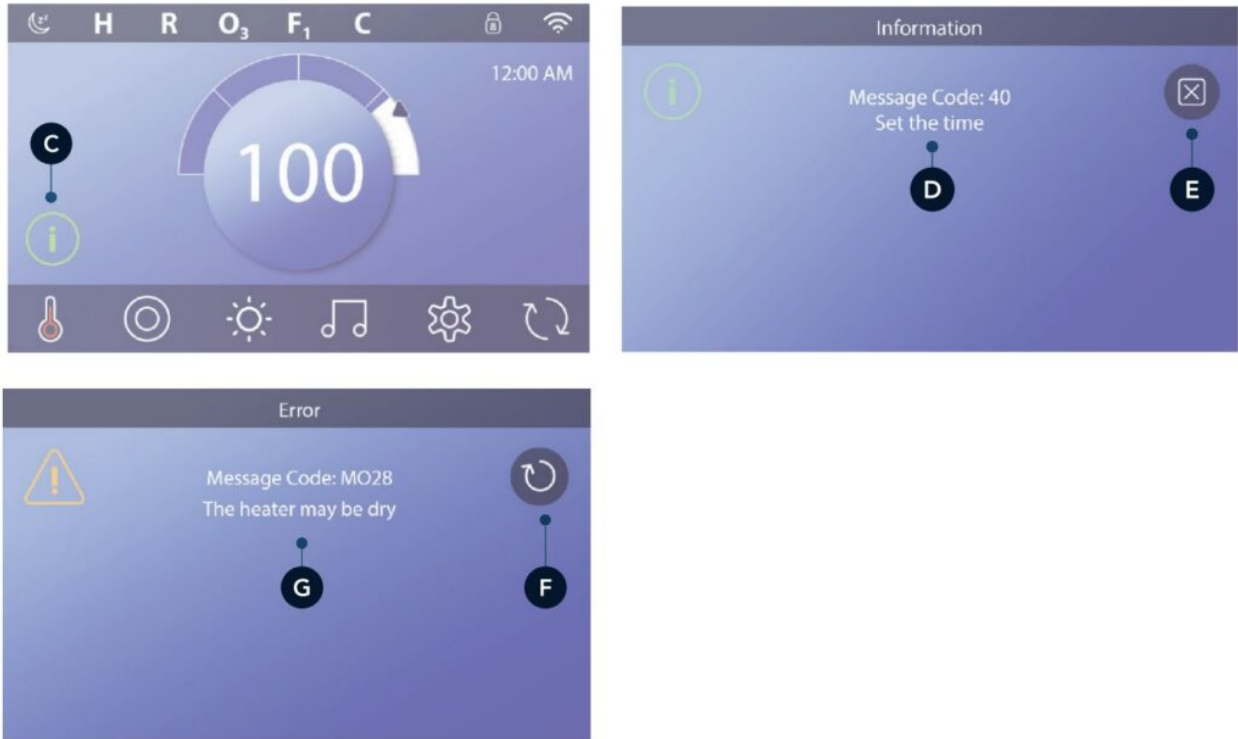 H R O₃ F₁ C 8
12:00 AM
C
100
i
Information
i
Message Code: 40
Set the time
D
E
Error
!
Message Code: MO28
The heater may be dry
G
F